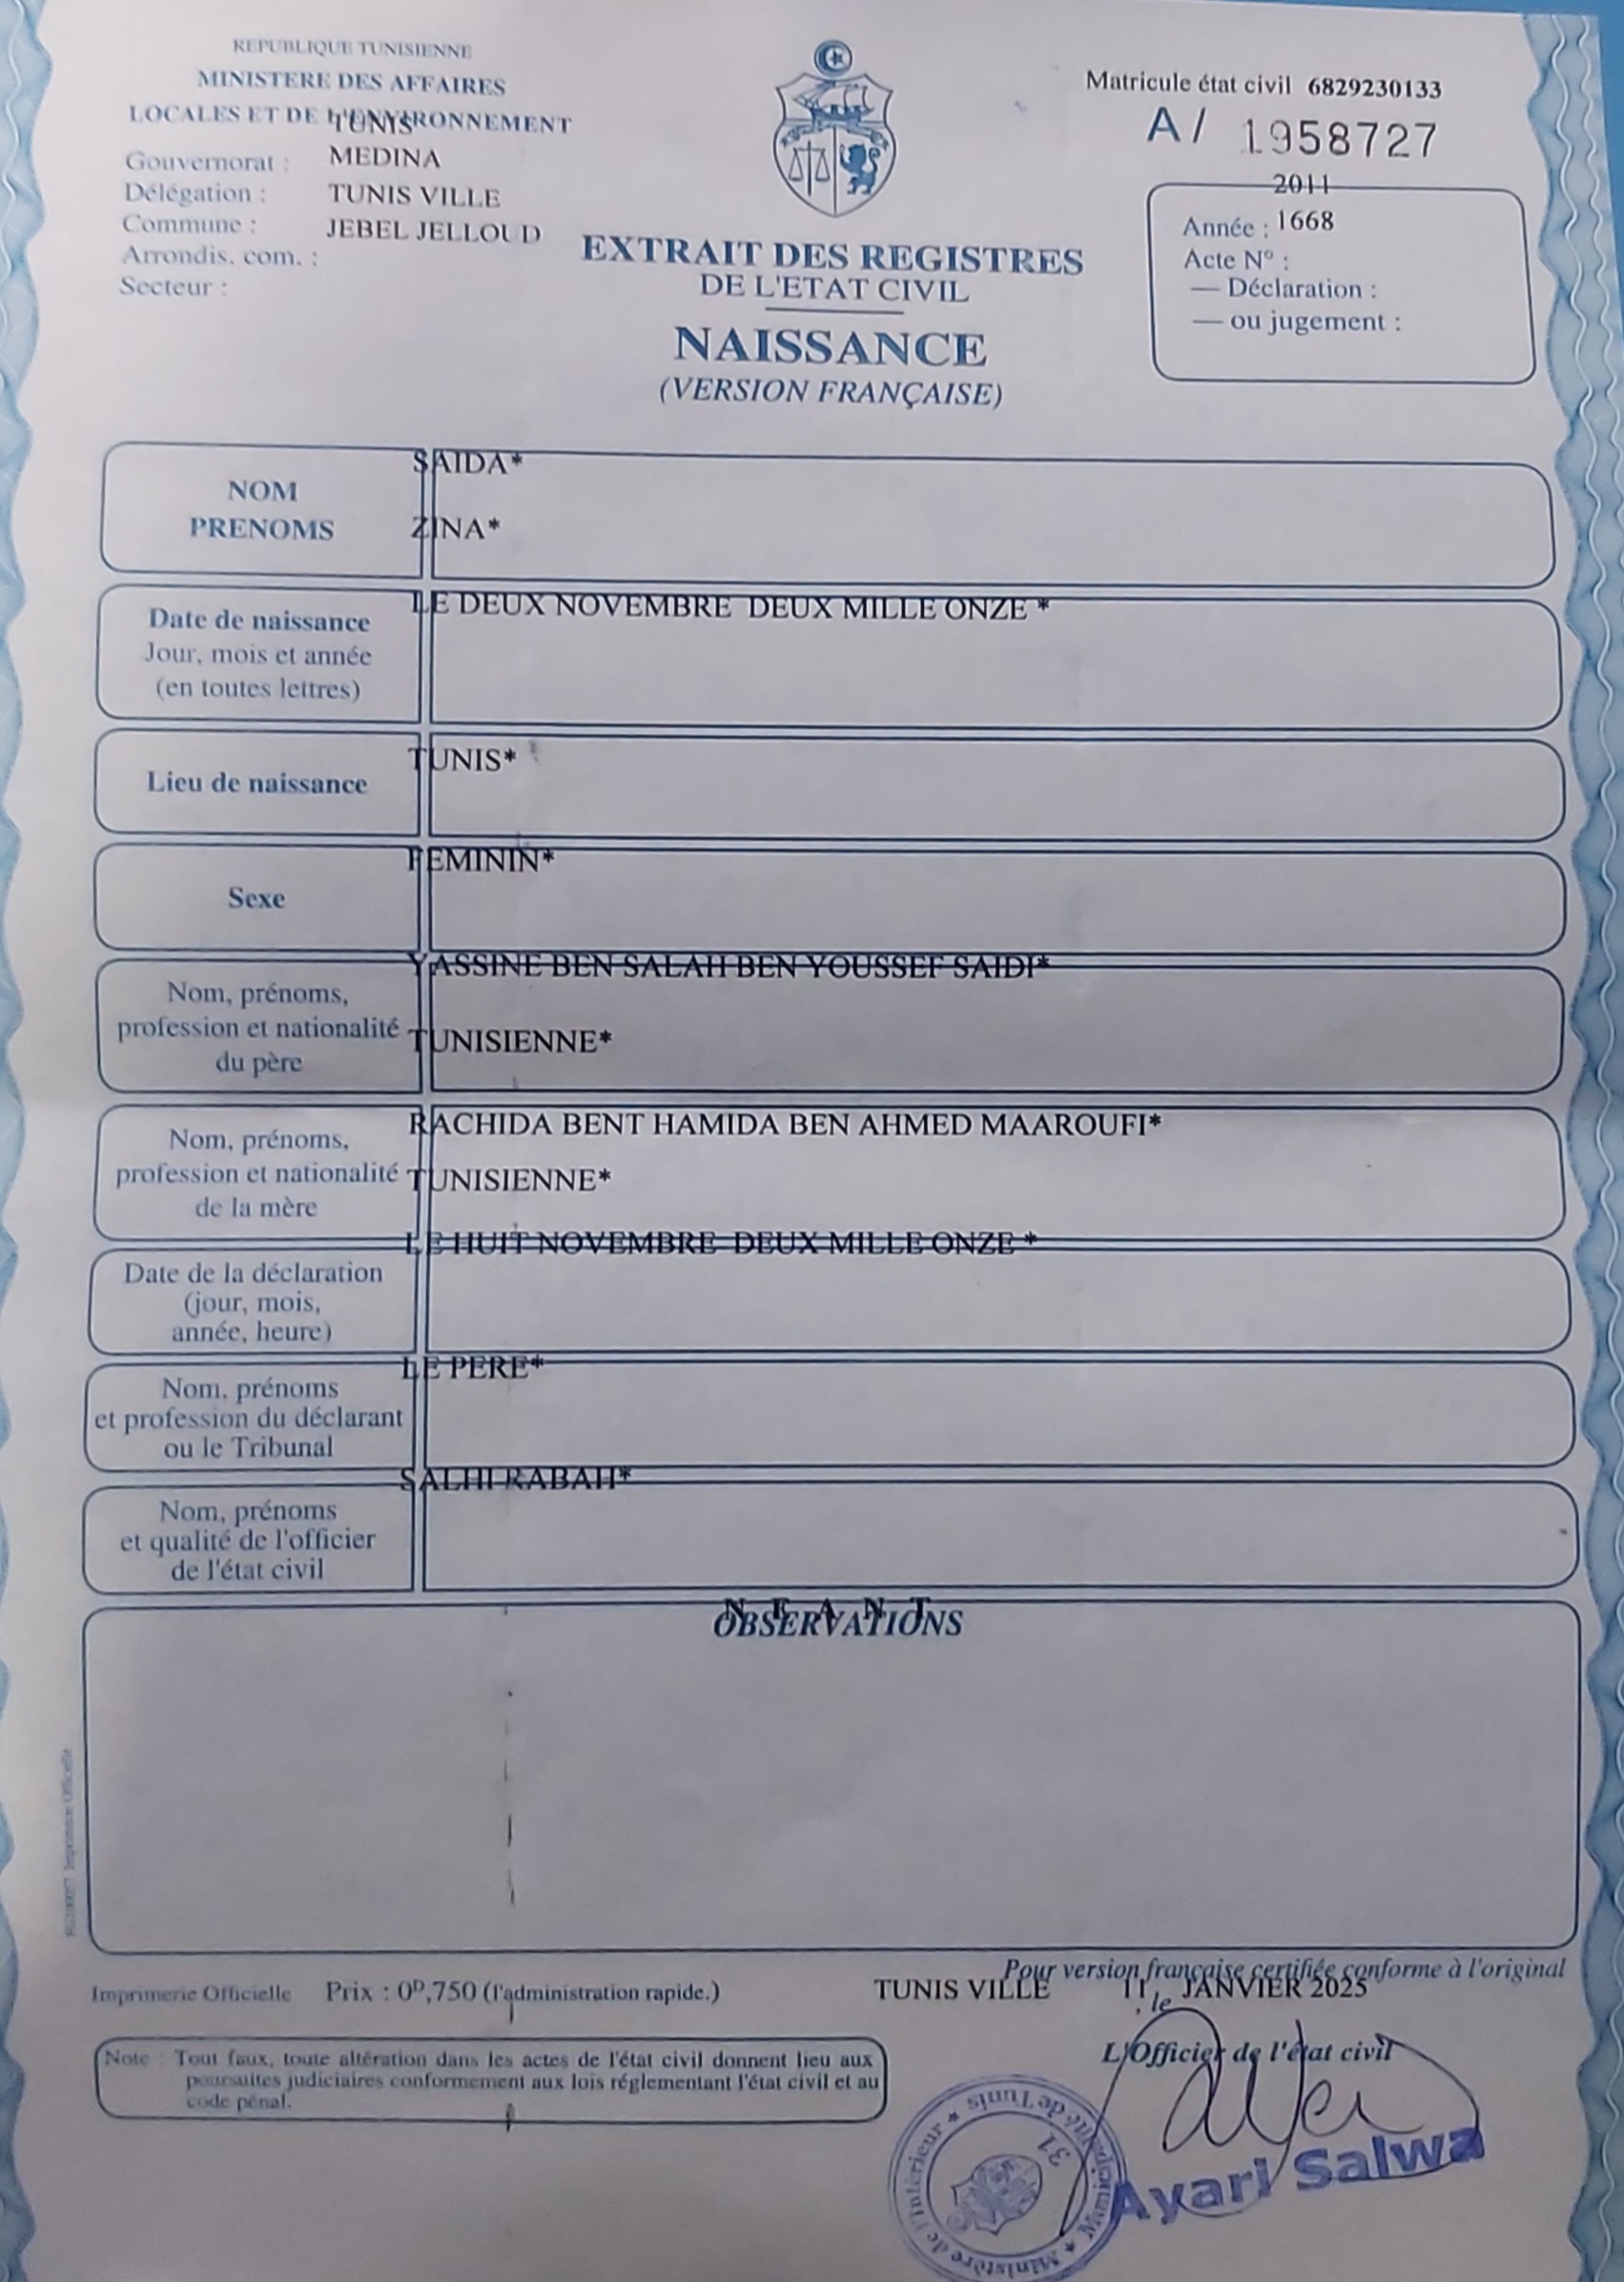 REPUBLIQUE TUNISIENNE
MINISTERE DES AFFAIRES
LOCALES ET DE L'ENVIRONNEMENT
TUNIS
Gouvernorat : MEDINA
Délégation : TUNIS VILLE
Commune : JEBEL JELLOUD
Arrondis. com. :
Secteur :
Matricule état civil 6829230133
A/ 1958727
2011
Année : 1668
Acte N° :
— Déclaration :
— ou jugement :
EXTRAIT DES REGISTRES
DE L'ETAT CIVIL
NAISSANCE
(VERSION FRANÇAISE)
NOM SAIDA*
PRENOMS ZINA*
LE DEUX NOVEMBRE DEUX MILLE ONZE *
Date de naissance
Jour, mois et année
(en toutes lettres)
TUNIS*
Lieu de naissance
FEMININ*
Sexe
YASSINE BEN SALAH BEN YOUSSEF SAIDI*
Nom, prénoms,
profession et nationalité TUNISIENNE*
du père
RACHIDA BENT HAMIDA BEN AHMED MAAROUFI*
Nom, prénoms,
profession et nationalité TUNISIENNE*
de la mère
LE HUIT NOVEMBRE DEUX MILLE ONZE *
Date de la déclaration
(jour, mois,
année, heure)
LE PERE*
Nom, prénoms
et profession du déclarant
ou le Tribunal
SALHI RABAH*
Nom, prénoms
et qualité de l'officier
de l'état civil
N E A N T
OBSERVATIONS
Imprimerie Officielle
Imprimerie Officielle Prix : 0ᴰ,750 (l'administration rapide.)
Pour version française certifiée conforme à l'original
TUNIS VILLE 11 JANVIER 2025
, le
L'Officier de l'état civil
Note : Tout faux, toute altération dans les actes de l'état civil donnent lieu aux
poursuites judiciaires conformement aux lois réglementant l'état civil et au
code pénal.
Ministère de l'Intérieur * Municipalité de Tunis *
31
Ayari Salwa